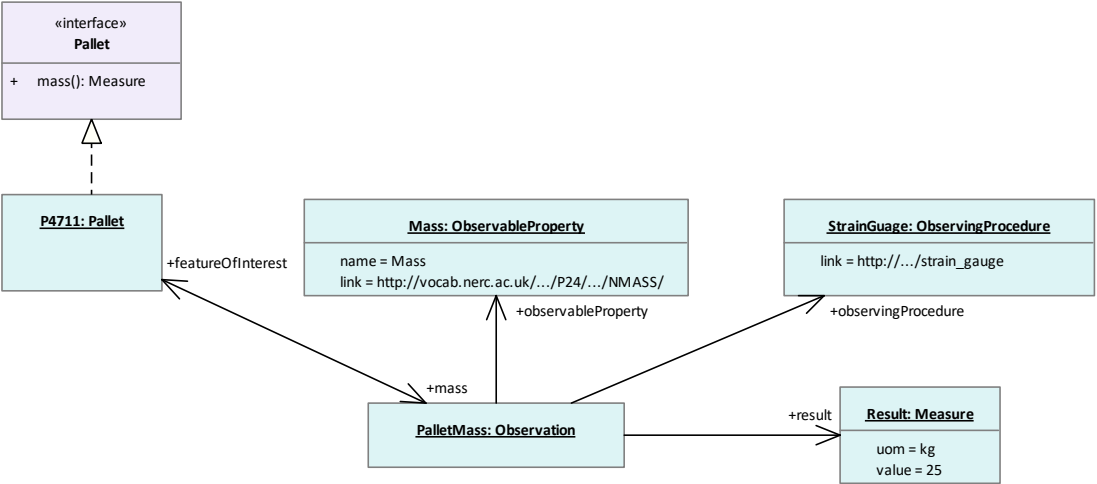 «interface»
Pallet
+ mass(): Measure
P4711: Pallet
+featureOfInterest
Mass: ObservableProperty
name = Mass
link = http://vocab.nerc.ac.uk/.../P24/.../NMASS/
+observableProperty
StrainGuage: ObservingProcedure
link = http://.../strain_gauge
+observingProcedure
+mass
PalletMass: Observation
+result
Result: Measure
uom = kg
value = 25